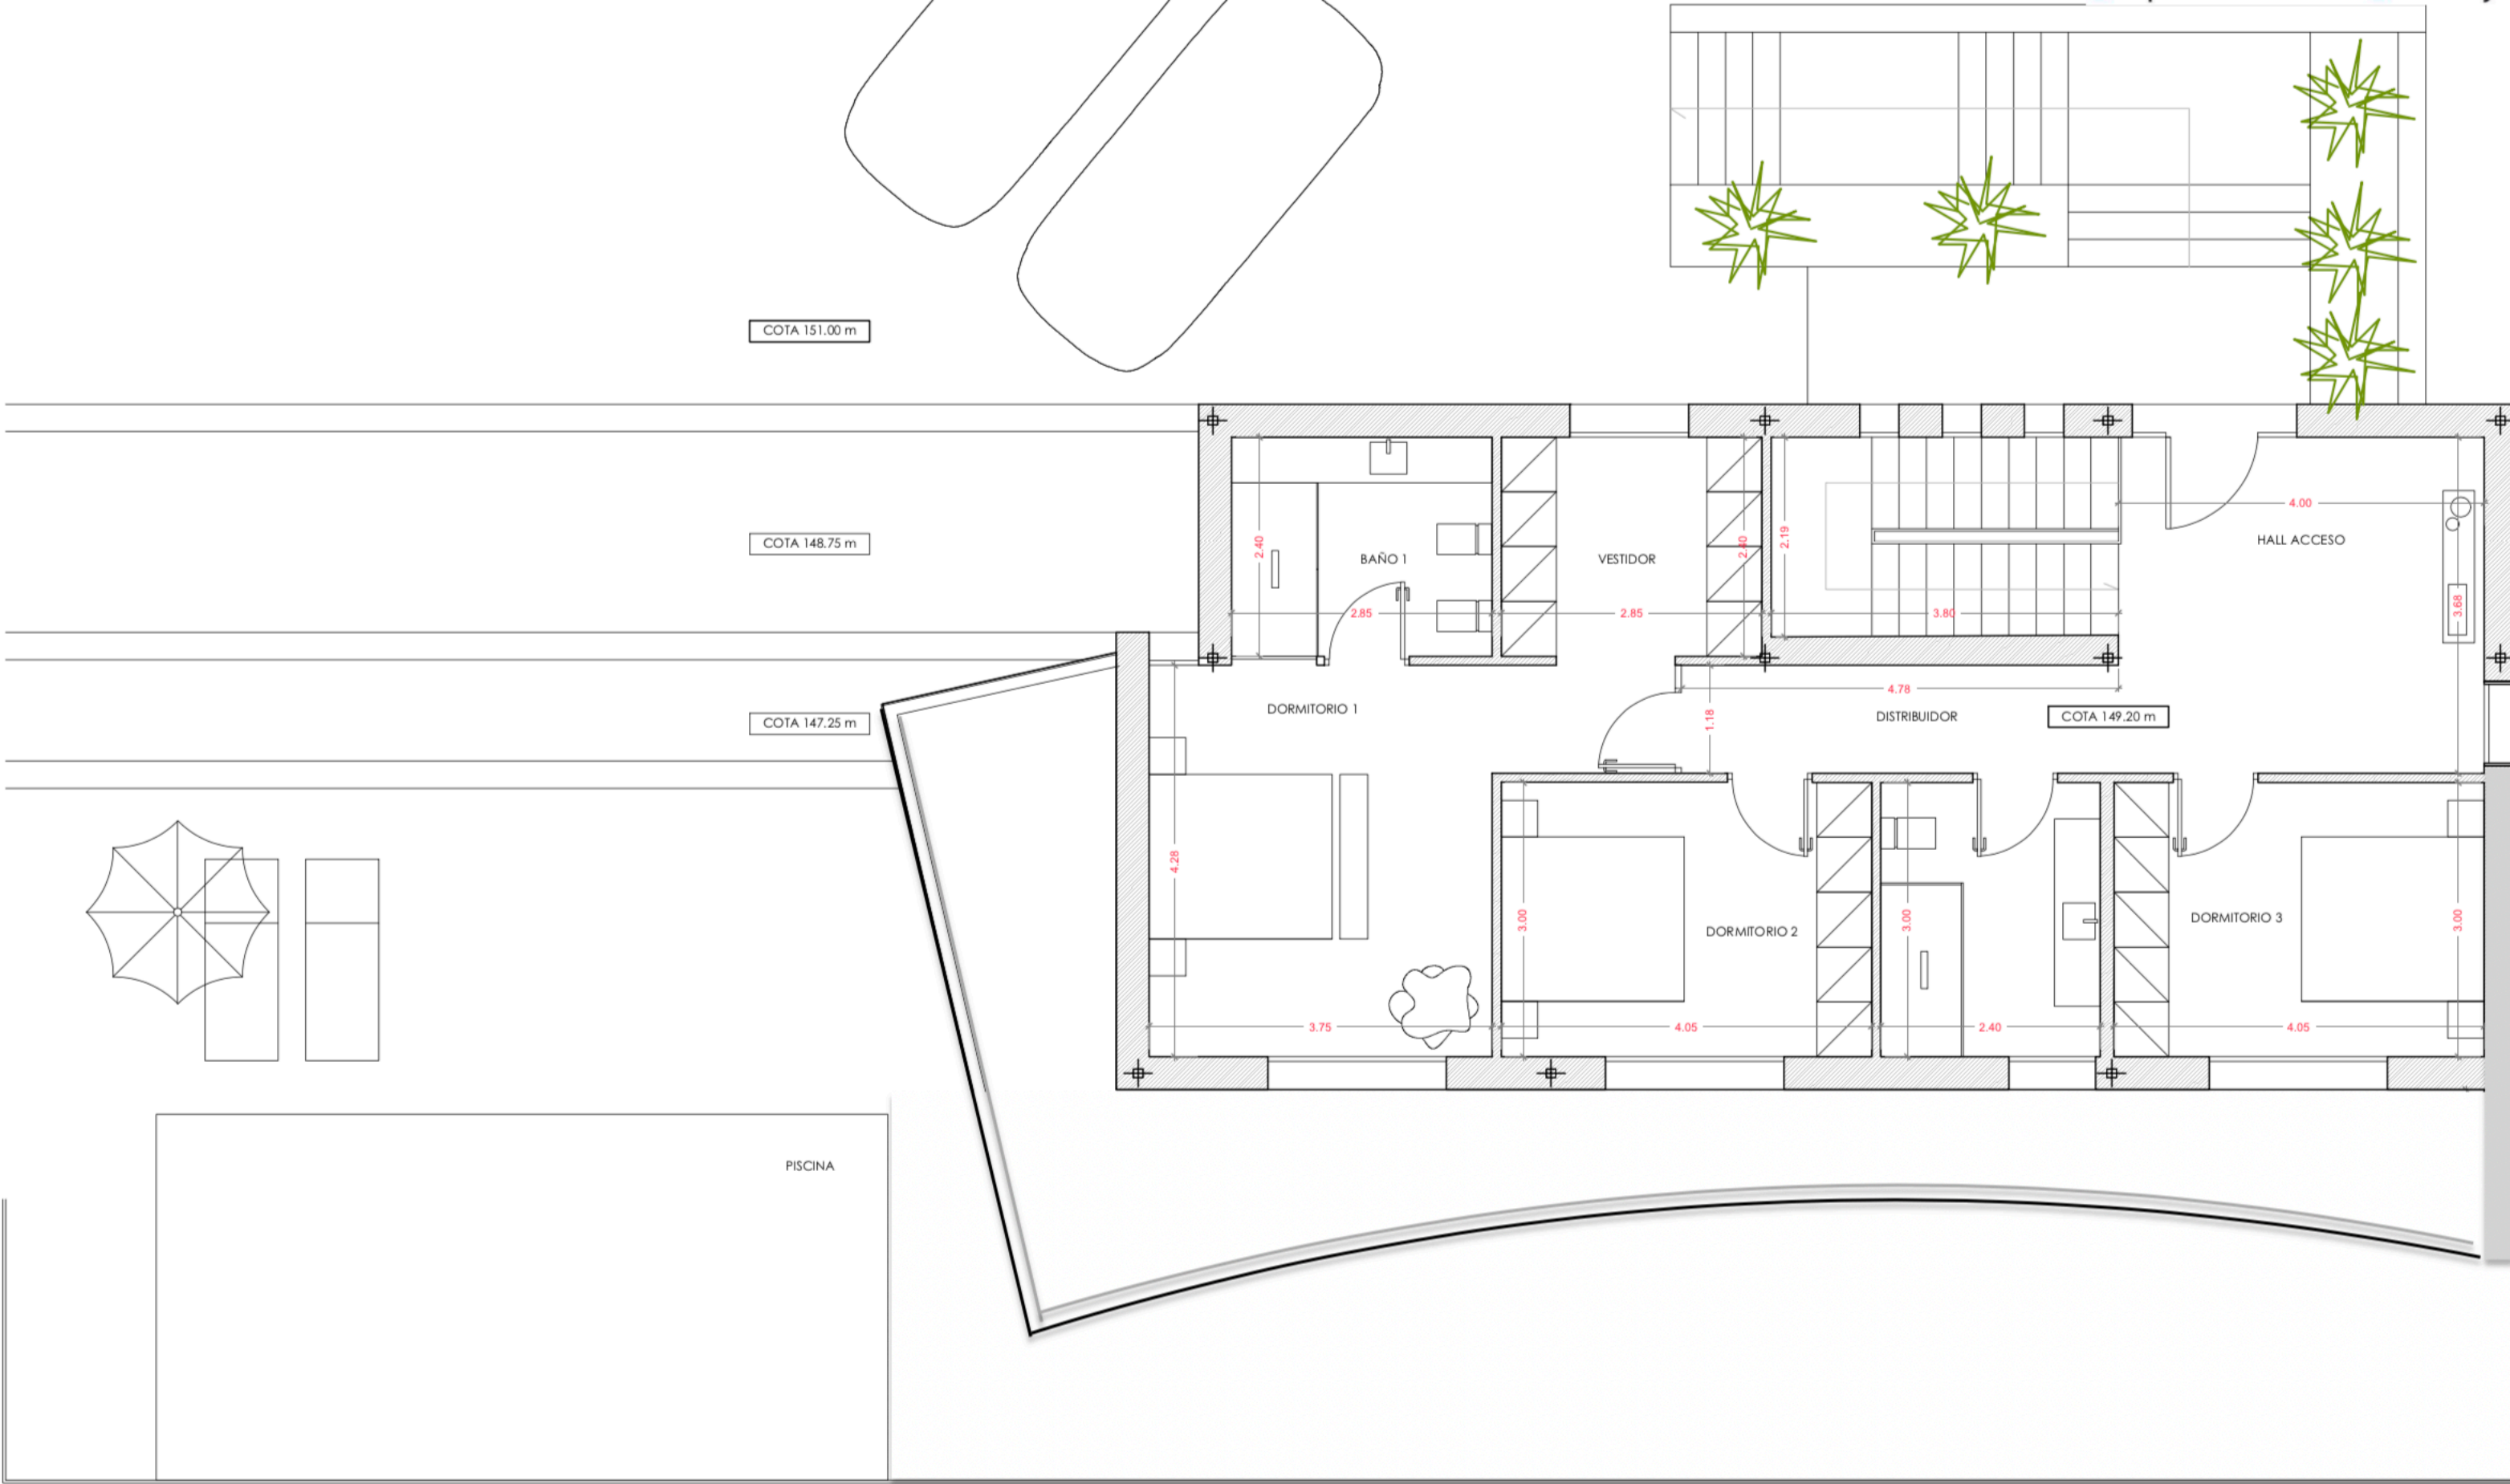 COTA 151.00 m
COTA 148.75 m
COTA 147.25 m
BAÑO 1
2.40
2.85
VESTIDOR
2.40
2.85
2.19
3.80
4.00
HALL ACCESO
3.68
DORMITORIO 1
4.78
1.18
DISTRIBUIDOR
COTA 149.20 m
4.28
3.75
3.00
DORMITORIO 2
4.05
3.00
2.40
DORMITORIO 3
3.00
4.05
PISCINA